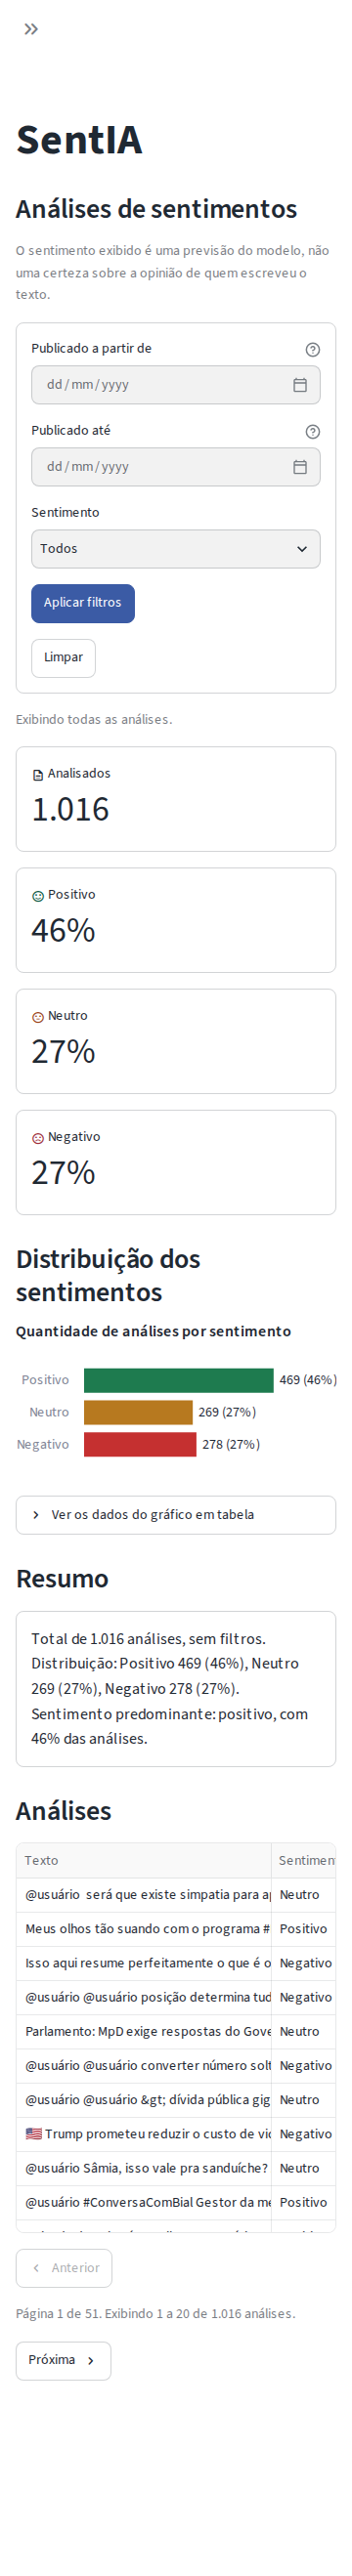 SentIA
Análises de sentimentos
O sentimento exibido é uma previsão do modelo, não
uma certeza sobre a opinião de quem escreveu o
texto.
Publicado a partir de
dd/mm/yyyy
Publicado até
dd/mm/yyyy
Sentimento
Todos
Aplicar filtros
Limpar
Exibindo todas as análises.
Analisados
1.016
Positivo
46%
Neutro
27%
Negativo
27%
Distribuição dos
sentimentos
Quantidade de análises por sentimento
Positivo 469 (46%)
Neutro 269 (27%)
Negativo 278 (27%)
Ver os dados do gráfico em tabela
Resumo
Total de 1.016 análises, sem filtros.
Distribuição: Positivo 469 (46%), Neutro
269 (27%), Negativo 278 (27%).
Sentimento predominante: positivo, com
46% das análises.
Análises
Texto Sentimen
@usuário será que existe simpatia para a Neutro
Meus olhos tão suando com o programa # Positivo
Isso aqui resume perfeitamente o que é o Negativo
@usuário @usuário posição determina tud Negativo
Parlamento: MpD exige respostas do Gove Neutro
@usuário @usuário converter número solt Negativo
@usuário @usuário &gt; dívida pública gig Neutro
🇺🇸 Trump prometeu reduzir o custo de vi Negativo
@usuário Sâmia, isso vale pra sanduíche? Neutro
@usuário #ConversaComBial Gestor da me Positivo
Anterior
Página 1 de 51. Exibindo 1 a 20 de 1.016 análises.
Próxima